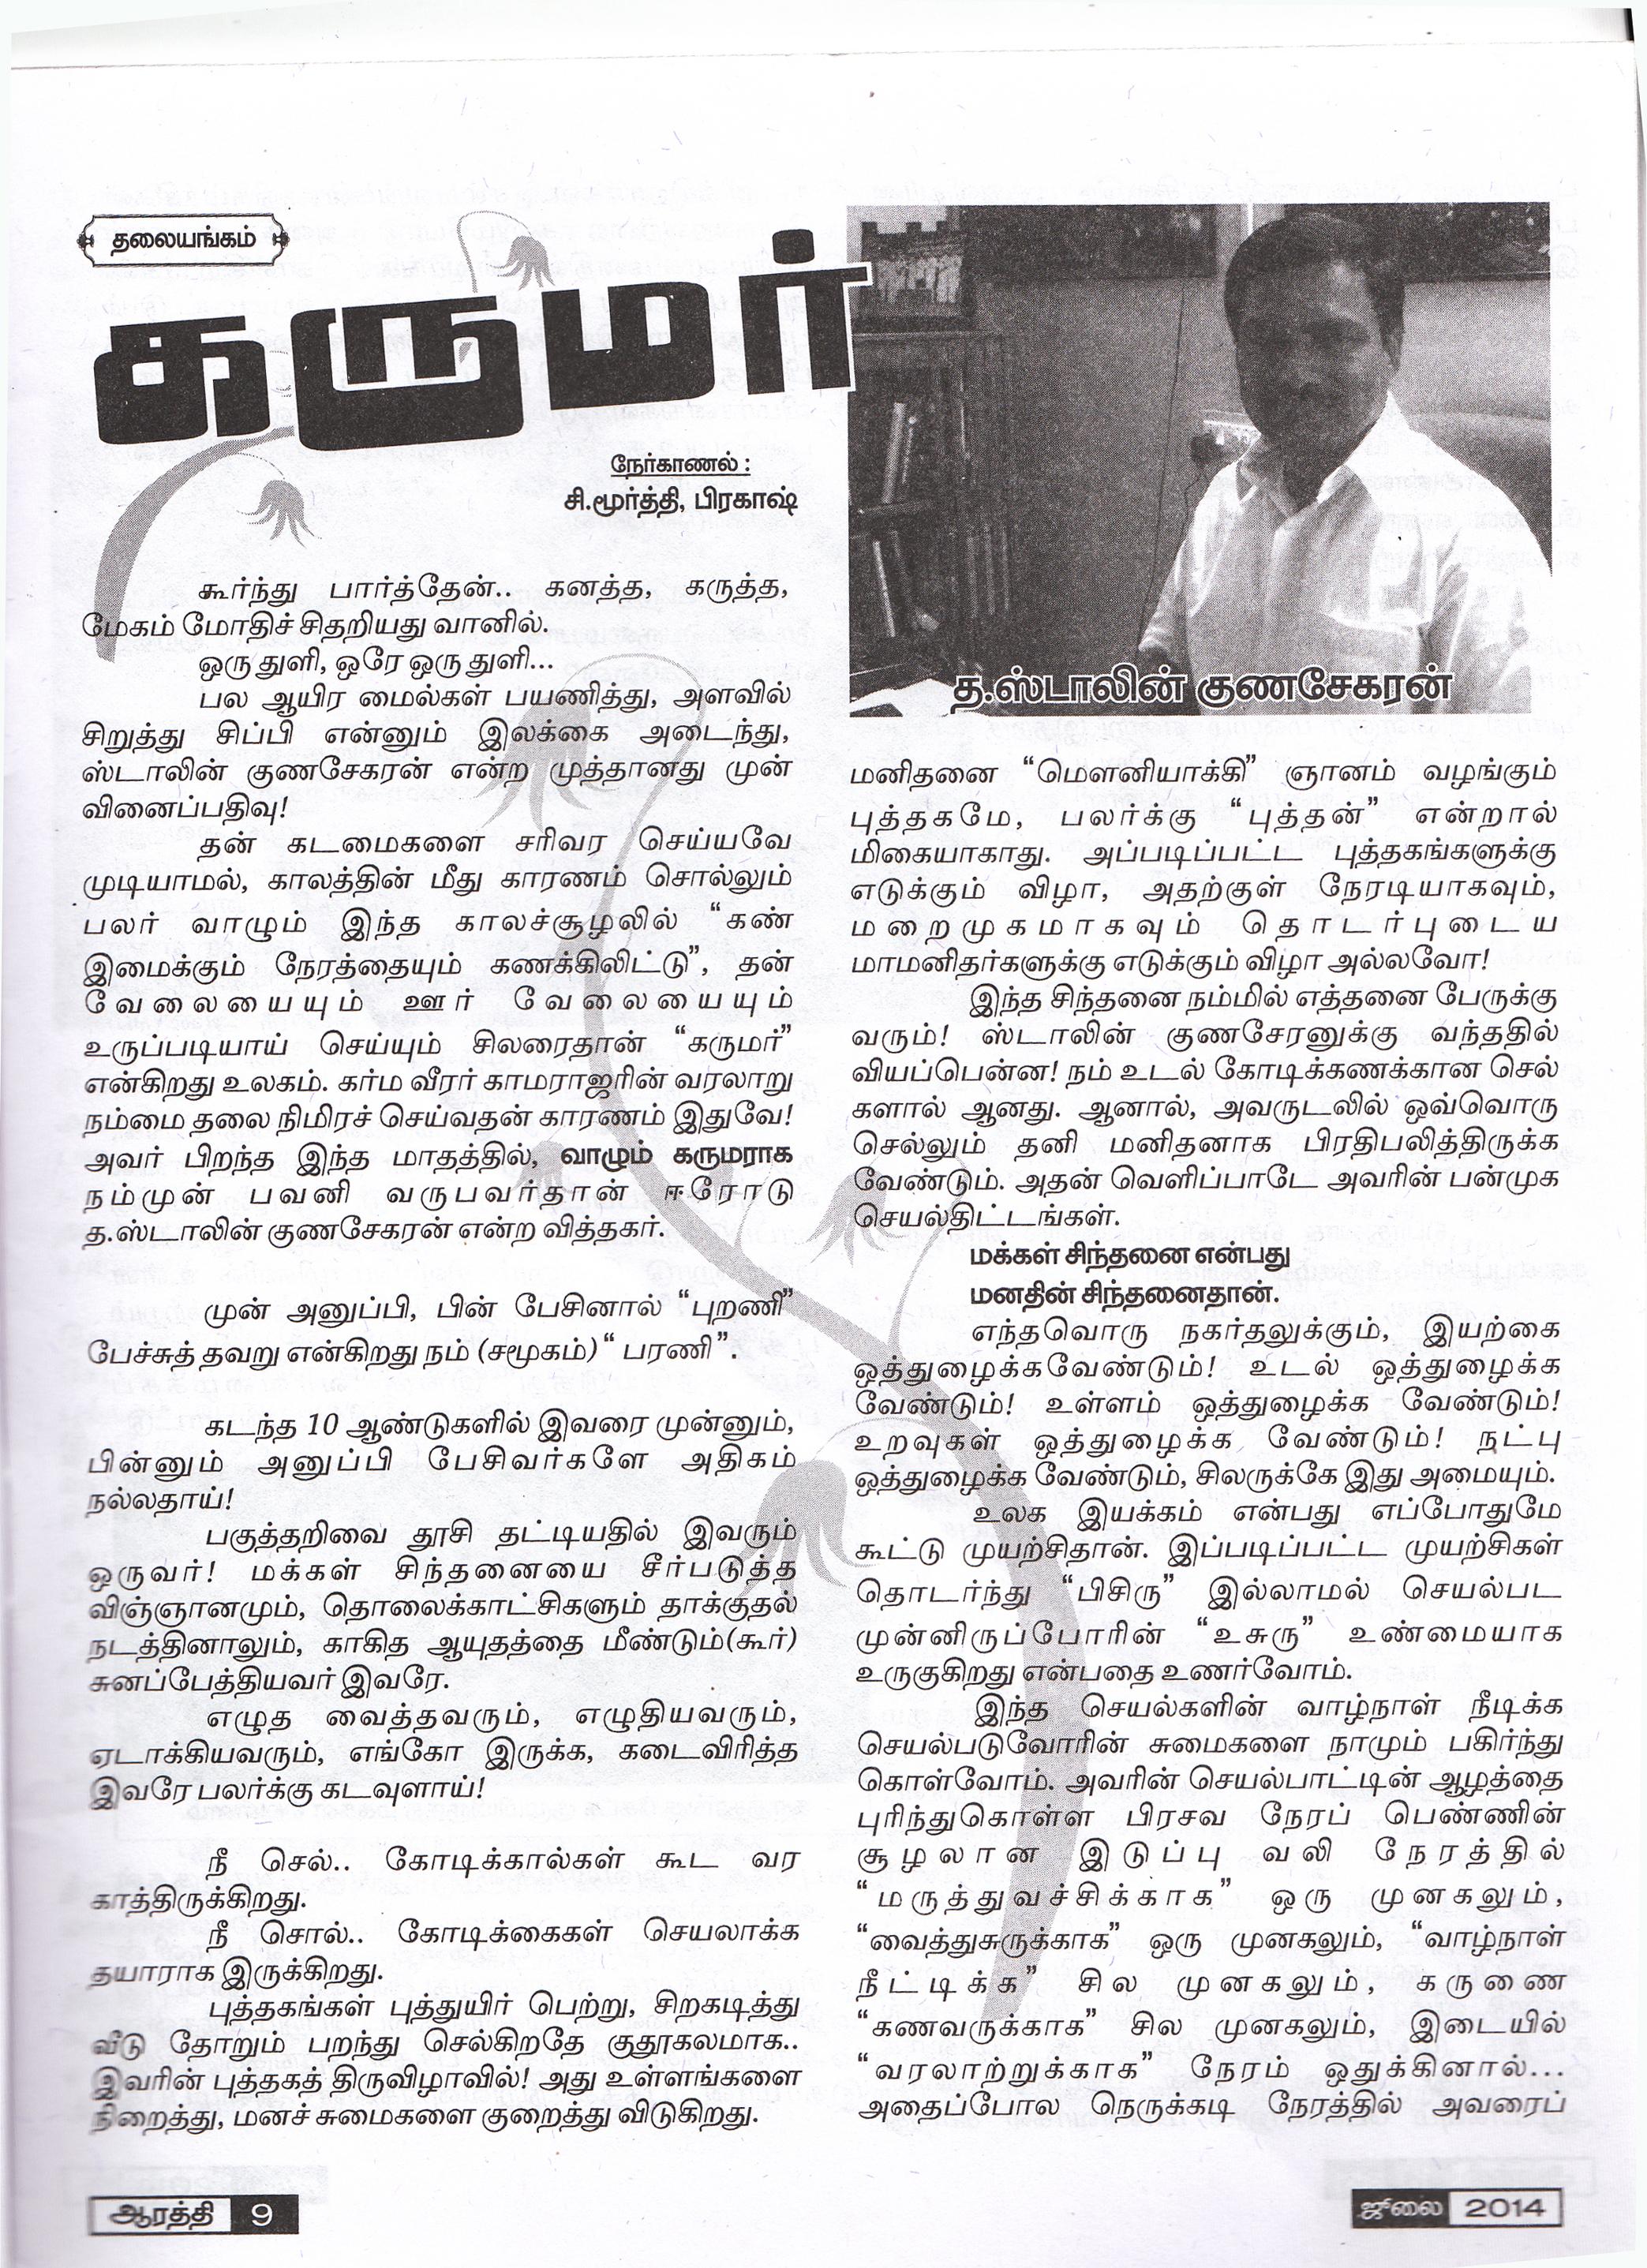 தலையங்கம்
கருமர்
நேர்காணல் :
சி.மூர்த்தி, பிரகாஷ்
கூர்ந்து பார்த்தேன்.. கனத்த, கருத்த,
மேகம் மோதிச் சிதறியது வானில்.
ஒரு துளி, ஒரே ஒரு துளி...
பல ஆயிர மைல்கள் பயணித்து, அளவில்
சிறுத்து சிப்பி என்னும் இலக்கை அடைந்து,
ஸ்டாலின் குணசேகரன் என்ற முத்தானது முன்
வினைப்பதிவு!
தன் கடமைகளை சரிவர செய்யவே
முடியாமல், காலத்தின் மீது காரணம் சொல்லும்
பலர் வாழும் இந்த காலச்சூழலில் “கண்
இமைக்கும் நேரத்தையும் கணக்கிலிட்டு”, தன்
வேலையையும் ஊர் வேலையையும்
உருப்படியாய் செய்யும் சிலரைதான் “கருமர்”
என்கிறது உலகம். கர்ம வீரர் காமராஜரின் வரலாறு
நம்மை தலை நிமிரச் செய்வதன் காரணம் இதுவே!
அவர் பிறந்த இந்த மாதத்தில், வாழும் கருமராக
நம்முன் பவனி வருபவர்தான் ஈரோடு
த.ஸ்டாலின் குணசேகரன் என்ற வித்தகர்.
முன் அனுப்பி, பின் பேசினால் “புறணி”
பேச்சுத் தவறு என்கிறது நம் (சமூகம்) “ பரணி”.
கடந்த 10 ஆண்டுகளில் இவரை முன்னும்,
பின்னும் அனுப்பி பேசிவர்களே அதிகம்
நல்லதாய்!
பகுத்தறிவை தூசி தட்டியதில் இவரும்
ஒருவர்! மக்கள் சிந்தனையை சீர்படுத்த
விஞ்ஞானமும், தொலைக்காட்சிகளும் தாக்குதல்
நடத்தினாலும், காகித ஆயுதத்தை மீண்டும்(கூர்)
சுனப்பேத்தியவர் இவரே.
எழுத வைத்தவரும், எழுதியவரும்,
ஏடாக்கியவரும், எங்கோ இருக்க, கடைவிரித்த
இவரே பலர்க்கு கடவுளாய்!
நீ செல்.. கோடிக்கால்கள் கூட வர
காத்திருக்கிறது.
நீ சொல்.. கோடிக்கைகள் செயலாக்க
தயாராக இருக்கிறது.
புத்தகங்கள் புத்துயிர் பெற்று, சிறகடித்து
வீடு தோறும் பறந்து செல்கிறதே குதூகலமாக..
இவரின் புத்தகத் திருவிழாவில்! அது உள்ளங்களை
நிறைத்து, மனச் சுமைகளை குறைத்து விடுகிறது.
த.ஸ்டாலின் குணசேகரன்
மனிதனை “மௌனியாக்கி” ஞானம் வழங்கும்
புத்தகமே, பலர்க்கு “புத்தன்” என்றால்
மிகையாகாது. அப்படிப்பட்ட புத்தகங்களுக்கு
எடுக்கும் விழா, அதற்குள் நேரடியாகவும்,
மறைமுகமாகவும் தொடர்புடைய
மாமனிதர்களுக்கு எடுக்கும் விழா அல்லவோ!
இந்த சிந்தனை நம்மில் எத்தனை பேருக்கு
வரும்! ஸ்டாலின் குணசேரனுக்கு வந்ததில்
வியப்பென்ன! நம் உடல் கோடிக்கணக்கான செல்
களால் ஆனது. ஆனால், அவருடலில் ஒவ்வொரு
செல்லும் தனி மனிதனாக பிரதிபலித்திருக்க
வேண்டும். அதன் வெளிப்பாடே அவரின் பன்முக
செயல்திட்டங்கள்.
மக்கள் சிந்தனை என்பது
மனதின் சிந்தனைதான்.
எந்தவொரு நகர்தலுக்கும், இயற்கை
ஒத்துழைக்கவேண்டும்! உடல் ஒத்துழைக்க
வேண்டும்! உள்ளம் ஒத்துழைக்க வேண்டும்!
உறவுகள் ஒத்துழைக்க வேண்டும்! நட்பு
ஒத்துழைக்க வேண்டும், சிலருக்கே இது அமையும்.
உலக இயக்கம் என்பது எப்போதுமே
கூட்டு முயற்சிதான். இப்படிப்பட்ட முயற்சிகள்
தொடர்ந்து “பிசிரு” இல்லாமல் செயல்பட
முன்னிருப்போரின் “உசுரு” உண்மையாக
உருகுகிறது என்பதை உணர்வோம்.
இந்த செயல்களின் வாழ்நாள் நீடிக்க
செயல்படுவோரின் சுமைகளை நாமும் பகிர்ந்து
கொள்வோம். அவரின் செயல்பாட்டின் ஆழத்தை
புரிந்துகொள்ள பிரசவ நேரப் பெண்ணின்
சூழலான இடுப்பு வலி நேரத்தில்
“மருத்துவச்சிக்காக” ஒரு முனகலும்,
“வைத்துசுருக்காக” ஒரு முனகலும், “வாழ்நாள்
நீட்டிக்க” சில முனகலும், கருணை
“கணவருக்காக” சில முனகலும், இடையில்
“வரலாற்றுக்காக” நேரம் ஒதுக்கினால்...
அதைப்போல நெருக்கடி நேரத்தில் அவரைப்
ஆரத்தி 9
ஜூலை 2014